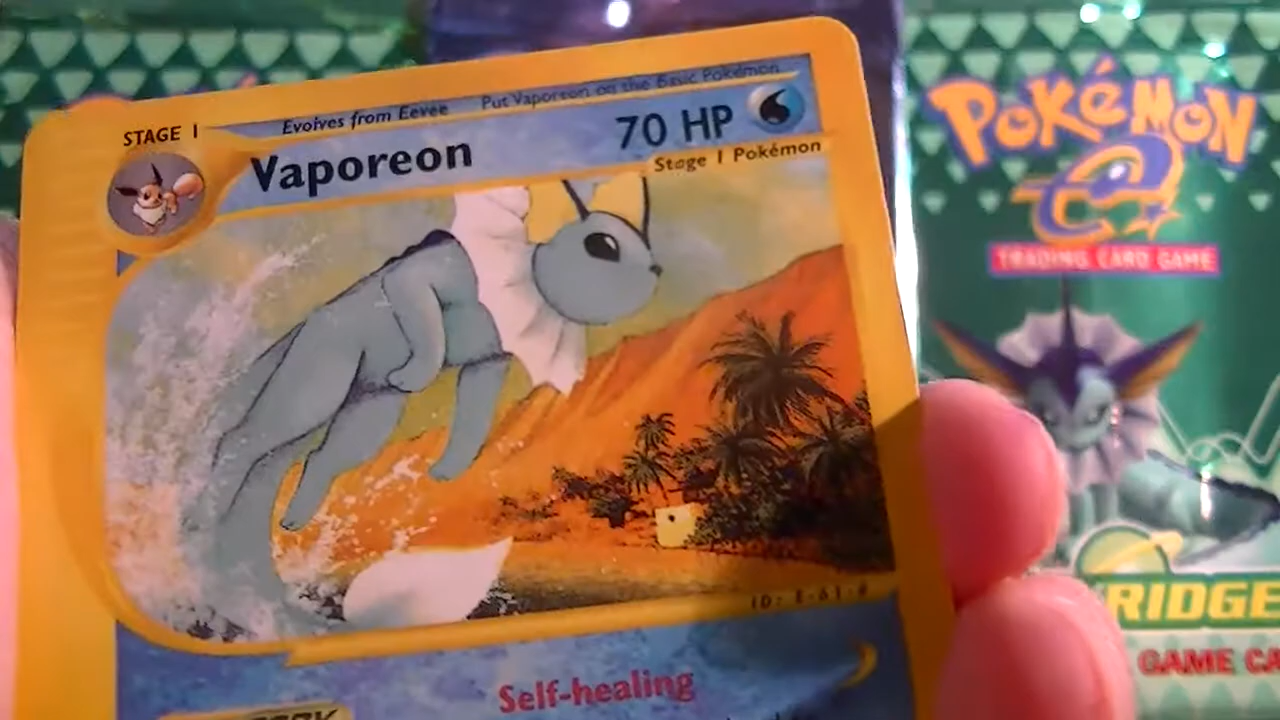 Evolves from Eevee Put Vaporeon on the Basic Pokémon
STAGE 1
Vaporeon
70 HP
Stage 1 Pokémon
Self-healing
POKéMON
e
TRADING CARD GAME
RIDGE
GAME CA